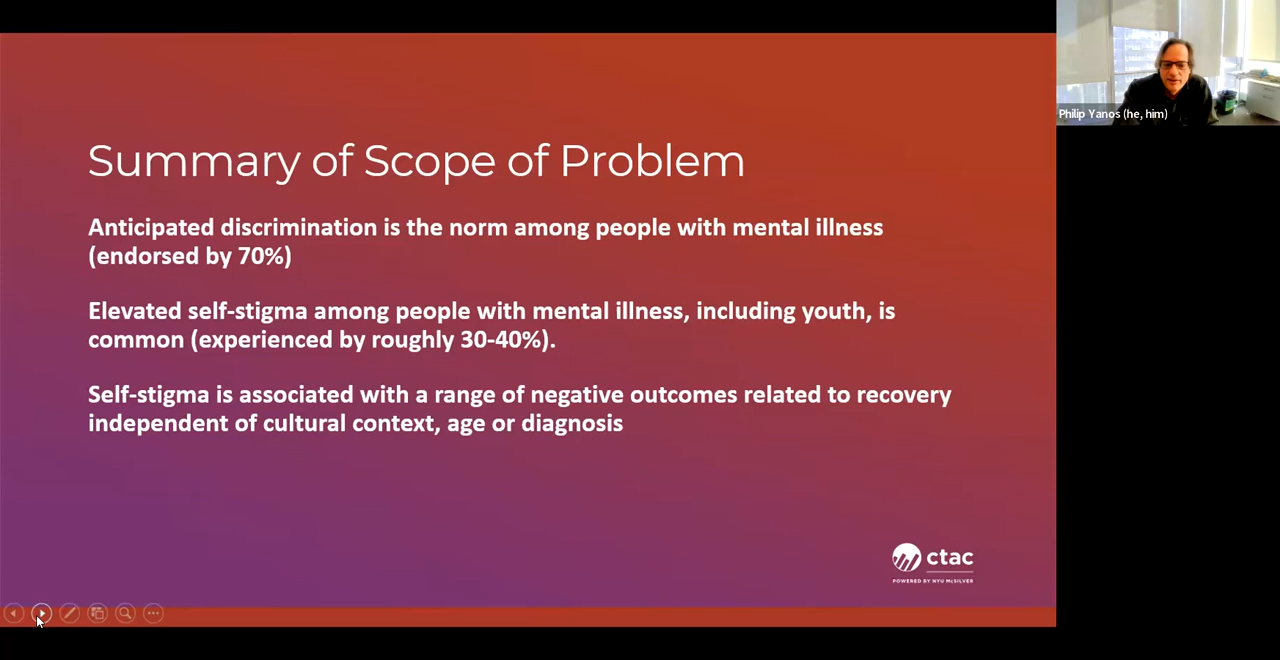 Summary of Scope of Problem
Anticipated discrimination is the norm among people with mental illness
(endorsed by 70%)
Elevated self-stigma among people with mental illness, including youth, is
common (experienced by roughly 30-40%).
Self-stigma is associated with a range of negative outcomes related to recovery
independent of cultural context, age or diagnosis
ctac
POWERED BY NYU McSILVER
Philip Yanos (he, him)